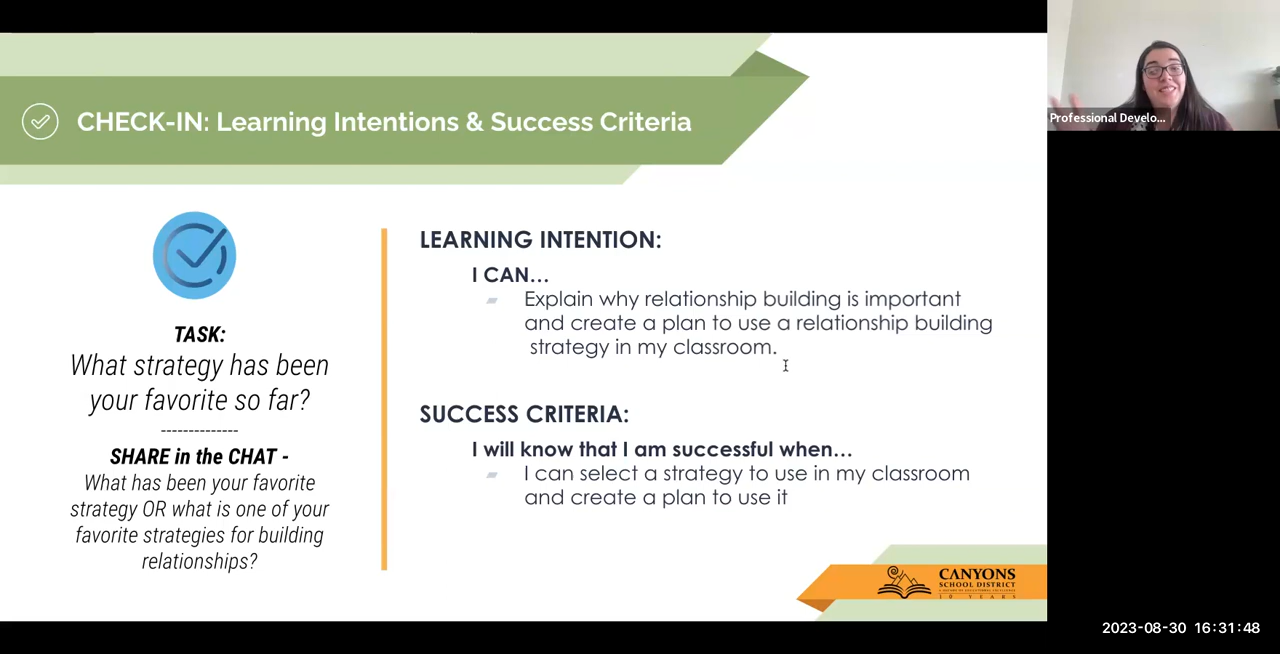 CHECK-IN: Learning Intentions & Success Criteria
Professional Develo...
TASK:
What strategy has been
your favorite so far?
--------------
SHARE in the CHAT -
What has been your favorite
strategy OR what is one of your
favorite strategies for building
relationships?
LEARNING INTENTION:
I CAN...
Explain why relationship building is important
and create a plan to use a relationship building
strategy in my classroom.
SUCCESS CRITERIA:
I will know that I am successful when...
I can select a strategy to use in my classroom
and create a plan to use it
CANYONS
SCHOOL DISTRICT
10 YEARS
2023-08-30 16:31:48